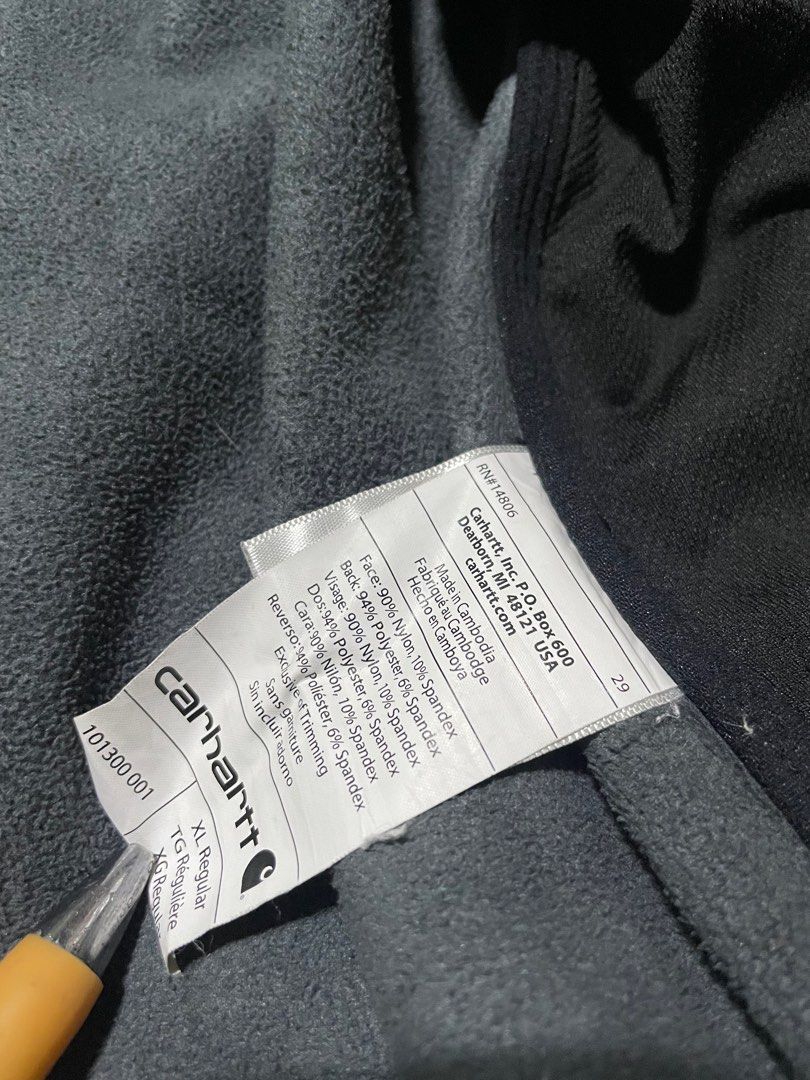 RN#14806
29
Carhartt, Inc. P.O. Box 600
Dearborn, MI 48121 USA
carhartt.com
Made in Cambodia
Fabriqué au Cambodge
Hecho en Camboya
Face: 90% Nylon, 10% Spandex
Back: 94% Polyester, 6% Spandex
Visage: 90% Nylon, 10% Spandex
Dos: 94% Polyester, 6% Spandex
Cara: 90% Nilón, 10% Spandex
Reverso: 94% Poliéster, 6% Spandex
Exclusive of Trimming
Sans garniture
Sin incluir adorno
carhartt
101300 001
XL Regular
TG Régulière
XG Regular